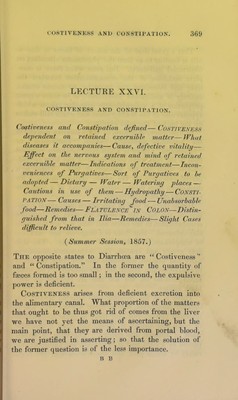 COSTIVENESS AND CONSTIPATION. 369
LECTURE XXVI.
COSTIVENESS AND CONSTIPATION.
Costiveness and Constipation defined—COSTIVENESS
dependent on retained excernible matter—What
diseases it accompanies—Cause, defective vitality—
Effect on the nervous system and mind of retained
excernible matter—Indications of treatment—Incon-
veniences of Purgatives—Sort of Purgatives to be
adopted — Dietary — Water — Watering places —
Cautions in use of them—Hydropathy—CONSTI-
PATION — Causes — Irritating food — Unabsorbable
food—Remedies—FLATULENCE IN COLON—Distin-
guished from that in Ilia—Remedies—Slight Cases
difficult to relieve.
(Summer Session, 1857.)
THE opposite states to Diarrhœa are "Costiveness"
and "Constipation." In the former the quantity of
fæces formed is too small; in the second, the expulsive
power is deficient.
COSTIVENESS arises from deficient excretion into
the alimentary canal. What proportion of the matters
that ought to be thus got rid of comes from the liver
we have not yet the means of ascertaining, but the
main point, that they are derived from portal blood,
we are justified in asserting; so that the solution of
the former question is of the less importance.
B B